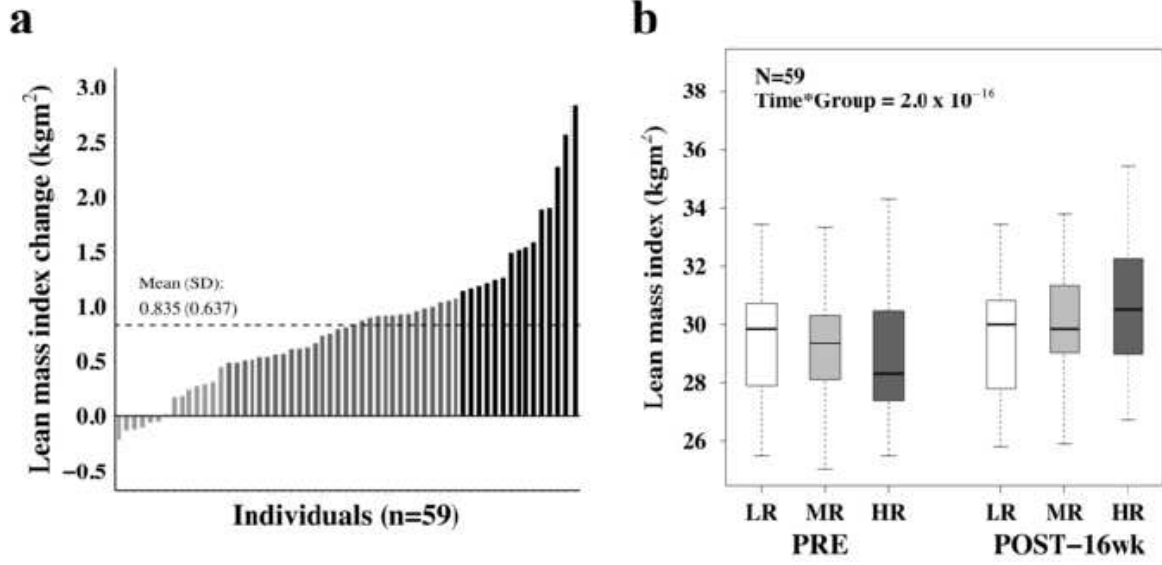 a
Lean mass index change (kgm²)
3.0
2.5
2.0
1.5
1.0
0.5
0.0
−0.5
Mean (SD):
0.835 (0.637)
Individuals (n=59)
b
Lean mass index (kgm²)
38
36
34
32
30
28
26
N=59
Time*Group = 2.0 x 10⁻¹⁶
LR MR HR LR MR HR
PRE POST−16wk